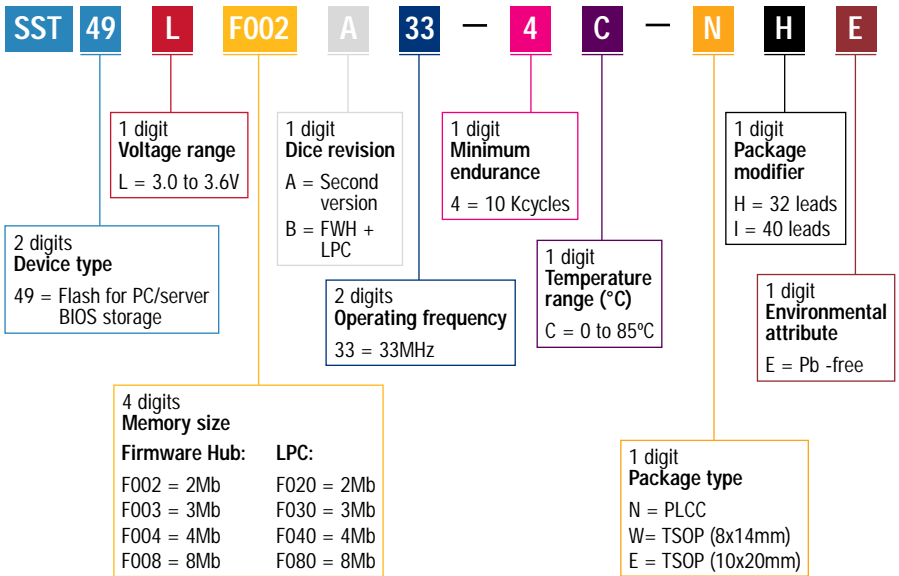 SST 49 L F002 A 33 – 4 C – N H E
1 digit
Voltage range
L = 3.0 to 3.6V
1 digit
Dice revision
A = Second
version
B = FWH +
LPC
1 digit
Minimum
endurance
4 = 10 Kcycles
1 digit
Package
modifier
H = 32 leads
I = 40 leads
2 digits
Device type
49 = Flash for PC/server
BIOS storage
2 digits
Operating frequency
33 = 33MHz
1 digit
Temperature
range (°C)
C = 0 to 85ºC
1 digit
Environmental
attribute
E = Pb -free
4 digits
Memory size
Firmware Hub: LPC:
F002 = 2Mb F020 = 2Mb
F003 = 3Mb F030 = 3Mb
F004 = 4Mb F040 = 4Mb
F008 = 8Mb F080 = 8Mb
1 digit
Package type
N = PLCC
W= TSOP (8x14mm)
E = TSOP (10x20mm)